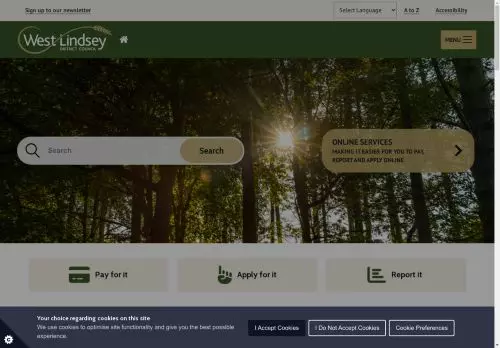 Sign up to our newsletter
Select Language
A to Z
Accessibility
West Lindsey
DISTRICT COUNCIL
MENU
Search
Search
ONLINE SERVICES
MAKING IT EASIER FOR YOU TO PAY,
REPORT AND APPLY ONLINE
Pay for it
Apply for it
Report it
Your choice regarding cookies on this site
We use cookies to optimise site functionality and give you the best possible
experience.
I Accept Cookies
I Do Not Accept Cookies
Cookie Preferences